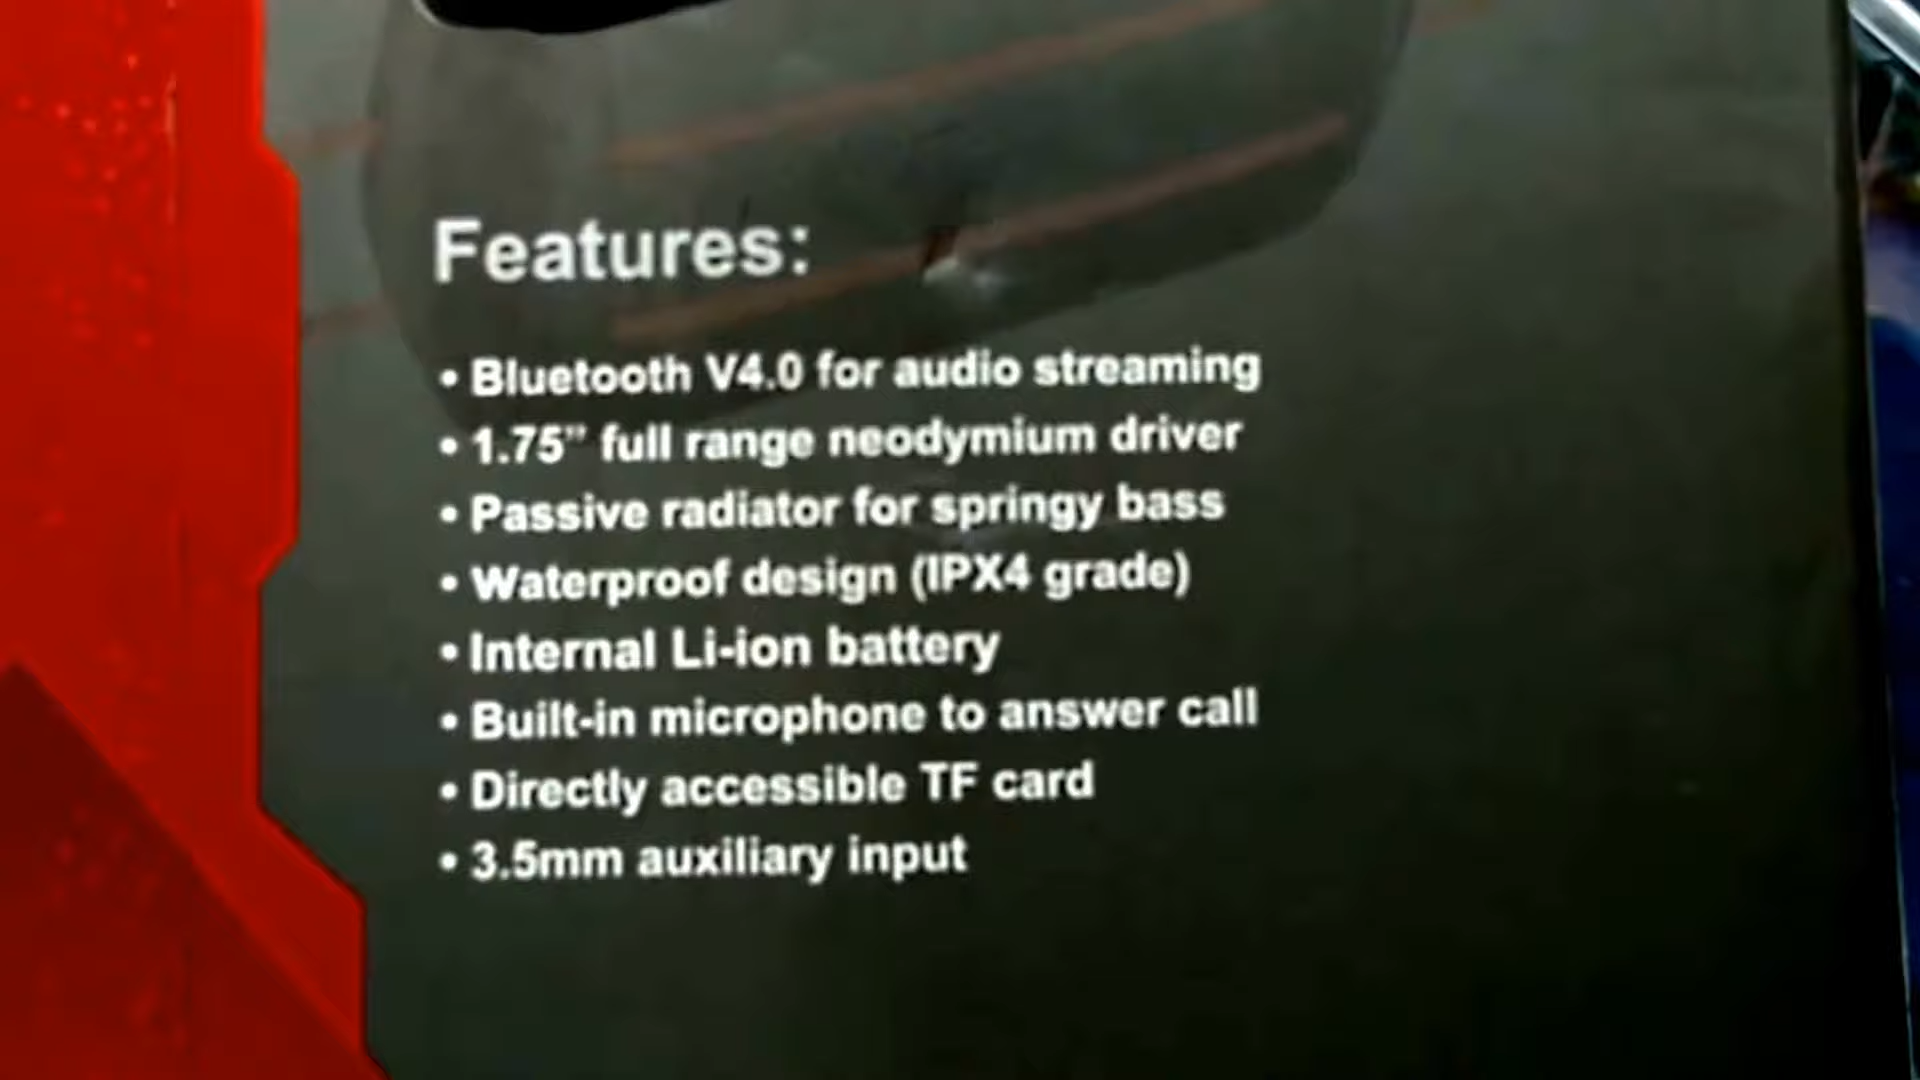 Features:
• Bluetooth V4.0 for audio streaming
• 1.75” full range neodymium driver
• Passive radiator for springy bass
• Waterproof design (IPX4 grade)
• Internal Li-ion battery
• Built-in microphone to answer call
• Directly accessible TF card
• 3.5mm auxiliary input